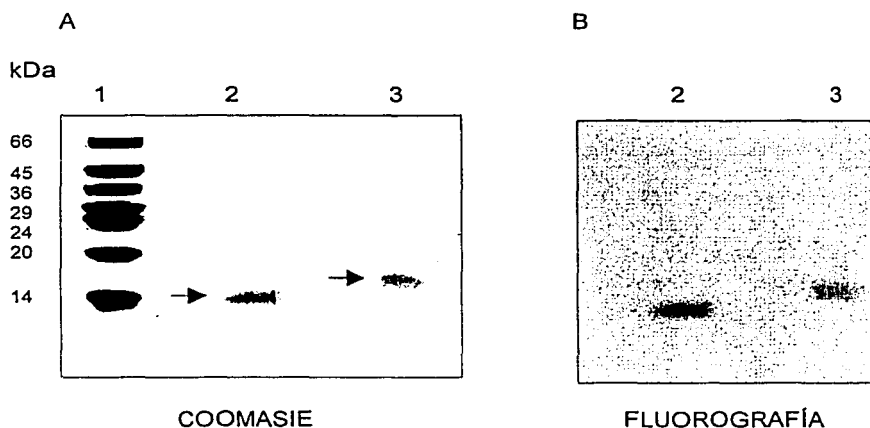 A
B
kDa
1 2 3
2 3
66
45
36
29
24
20
14
COOMASIE
FLUOROGRAFÍA